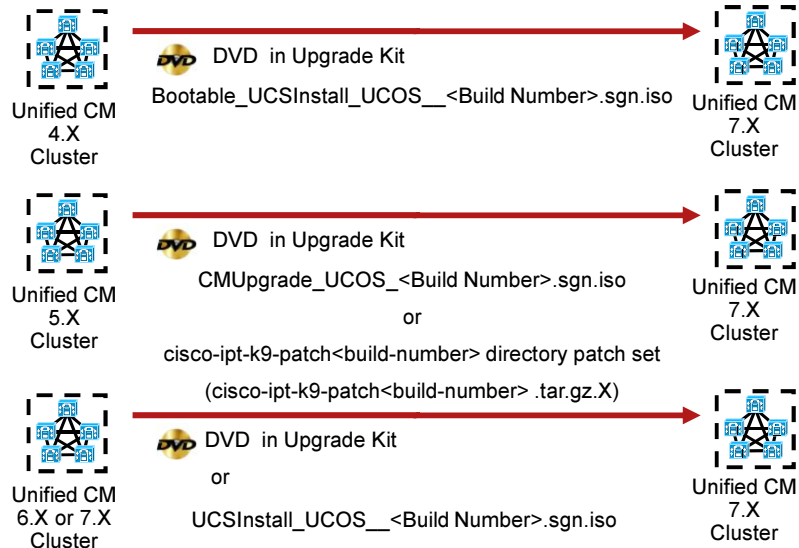 DVD DVD in Upgrade Kit
Bootable_UCSInstall_UCOS__<Build Number>.sgn.iso
Unified CM
4.X
Cluster
Unified CM
7.X
Cluster
DVD DVD in Upgrade Kit
CMUpgrade_UCOS_<Build Number>.sgn.iso
or
cisco-ipt-k9-patch<build-number> directory patch set
(cisco-ipt-k9-patch<build-number> .tar.gz.X)
Unified CM
5.X
Cluster
Unified CM
7.X
Cluster
DVD DVD in Upgrade Kit
or
UCSInstall_UCOS__<Build Number>.sgn.iso
Unified CM
6.X or 7.X
Cluster
Unified CM
7.X
Cluster